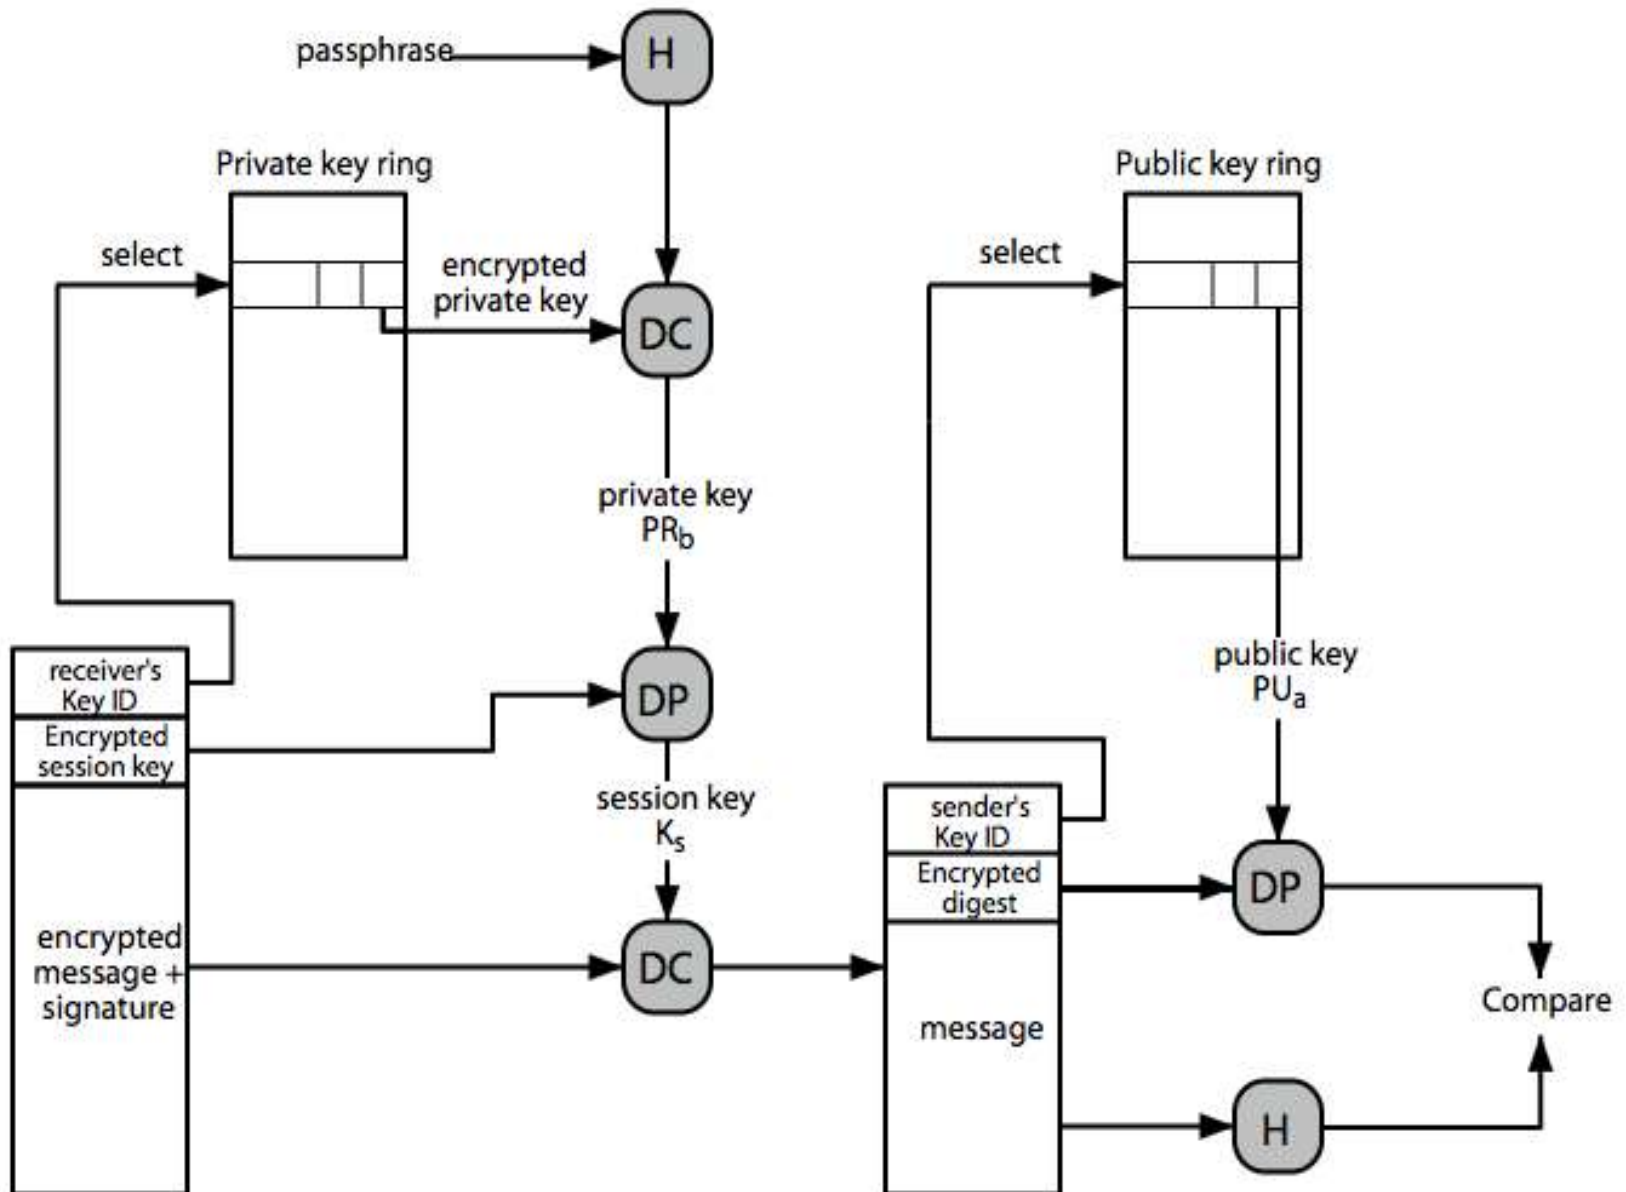 passphrase
H
Private key ring
Public key ring
select
encrypted
private key
select
DC
private key
PRb
receiver's
Key ID
DP
public key
PUa
Encrypted
session key
session key
Ks
sender's
Key ID
Encrypted
digest
DP
encrypted
message +
signature
DC
Compare
message
H